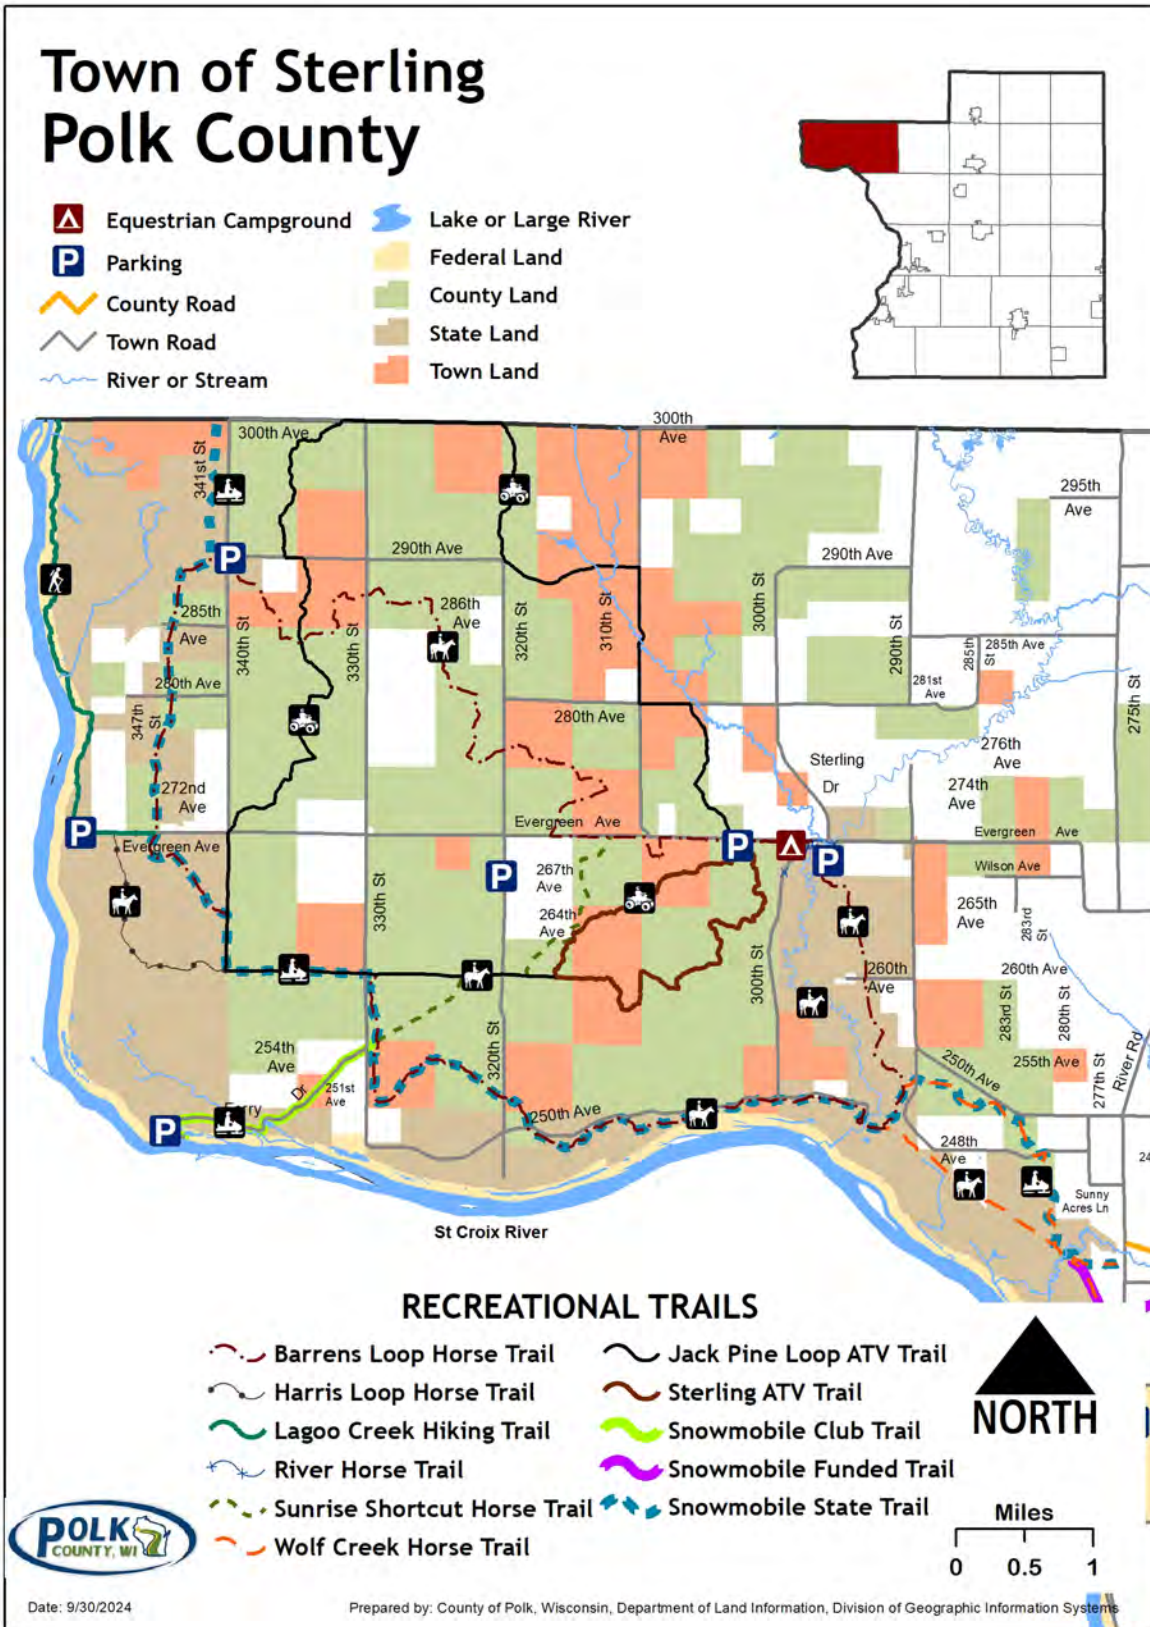 Town of Sterling
Polk County
Equestrian Campground
Parking
County Road
Town Road
River or Stream
Lake or Large River
Federal Land
County Land
State Land
Town Land
P
300th Ave
300th
Ave
341st St
295th
Ave
290th Ave
290th Ave
P
285th
Ave
286th
Ave
340th St
330th St
320th St
310th St
300th St
290th St
285th
St
285th Ave
281st
Ave
275th St
280th Ave
347th
St
280th Ave
276th
Ave
Sterling
Dr
272nd
Ave
274th
Ave
P
Evergreen Ave
Evergreen Ave
Evergreen Ave
P
P
P
Wilson Ave
267th
Ave
264th
Ave
330th St
265th
Ave
283rd
St
300th St
260th
Ave
260th Ave
283rd St
280th St
254th
Ave
320th St
251st
Ave
Dr
Ferry
P
250th Ave
250th Ave
255th Ave
277th St
River Rd
248th
Ave
24
Sunny
Acres Ln
St Croix River
RECREATIONAL TRAILS
Barrens Loop Horse Trail
Harris Loop Horse Trail
Lagoo Creek Hiking Trail
River Horse Trail
Sunrise Shortcut Horse Trail
Wolf Creek Horse Trail
Jack Pine Loop ATV Trail
Sterling ATV Trail
Snowmobile Club Trail
Snowmobile Funded Trail
Snowmobile State Trail
NORTH
Miles
0 0.5 1
POLK
COUNTY, WI
Date: 9/30/2024
Prepared by: County of Polk, Wisconsin, Department of Land Information, Division of Geographic Information Systems